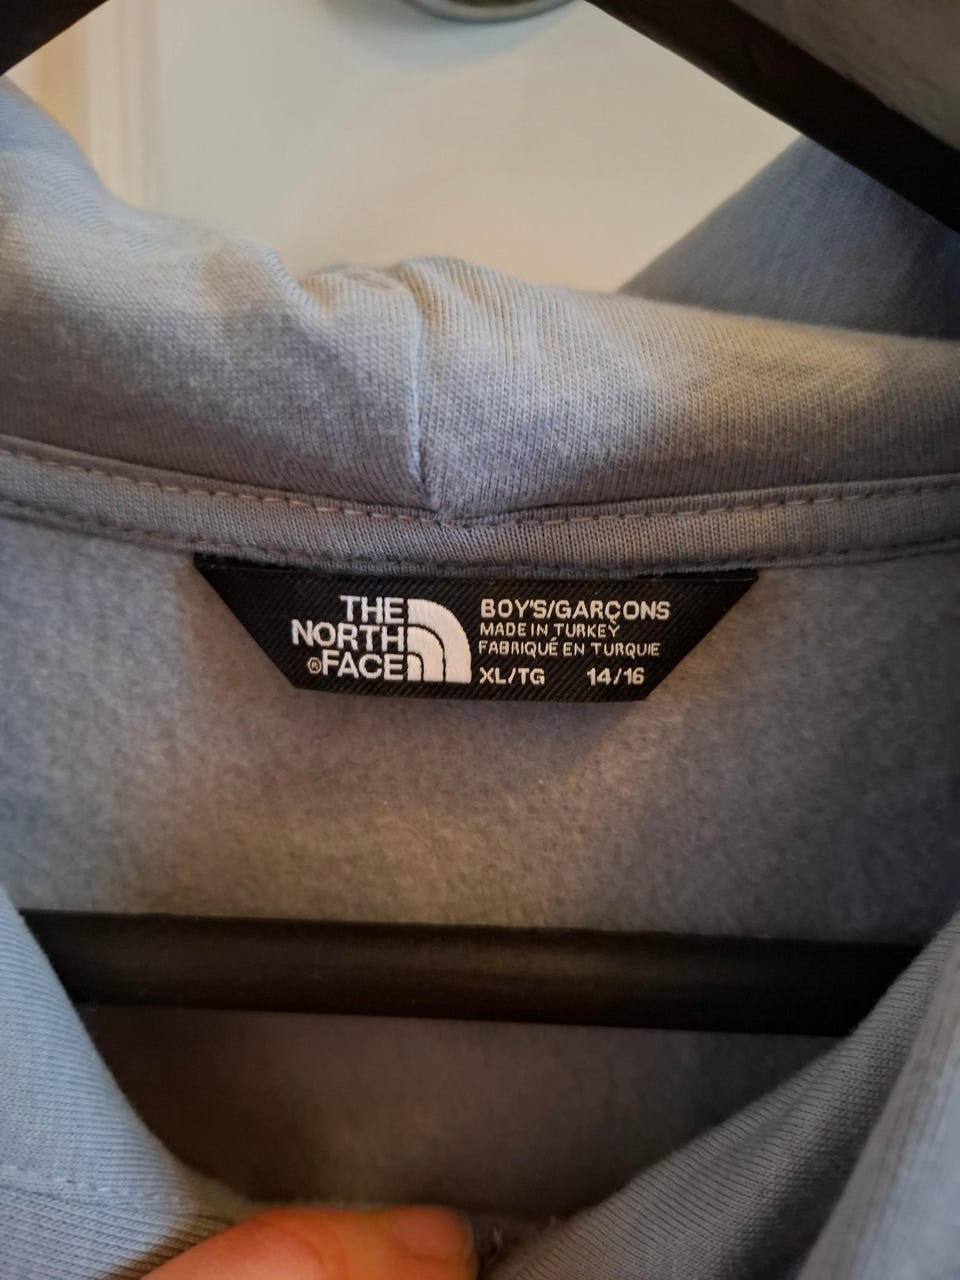 THE
NORTH
®FACE
BOY'S/GARÇONS
MADE IN TURKEY
FABRIQUÉ EN TURQUIE
XL/TG 14/16